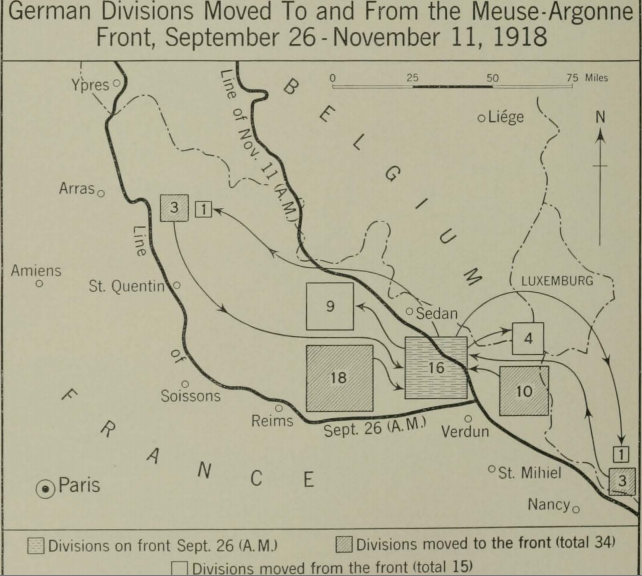 German Divisions Moved To and From the Meuse-Argonne
Front, September 26 - November 11, 1918
0 25 50 75 Miles
Ypres
Line of Nov. 11 (A.M.)
BELGIUM
Liége
N
Arras
3
1
Line
of
Sept. 26 (A.M.)
Amiens
St. Quentin
LUXEMBURG
9
Sedan
4
18
16
10
Soissons
Reims
Verdun
FRANCE
1
3
St. Mihiel
Paris
Nancy
Divisions on front Sept. 26 (A.M.)
Divisions moved to the front (total 34)
Divisions moved from the front (total 15)